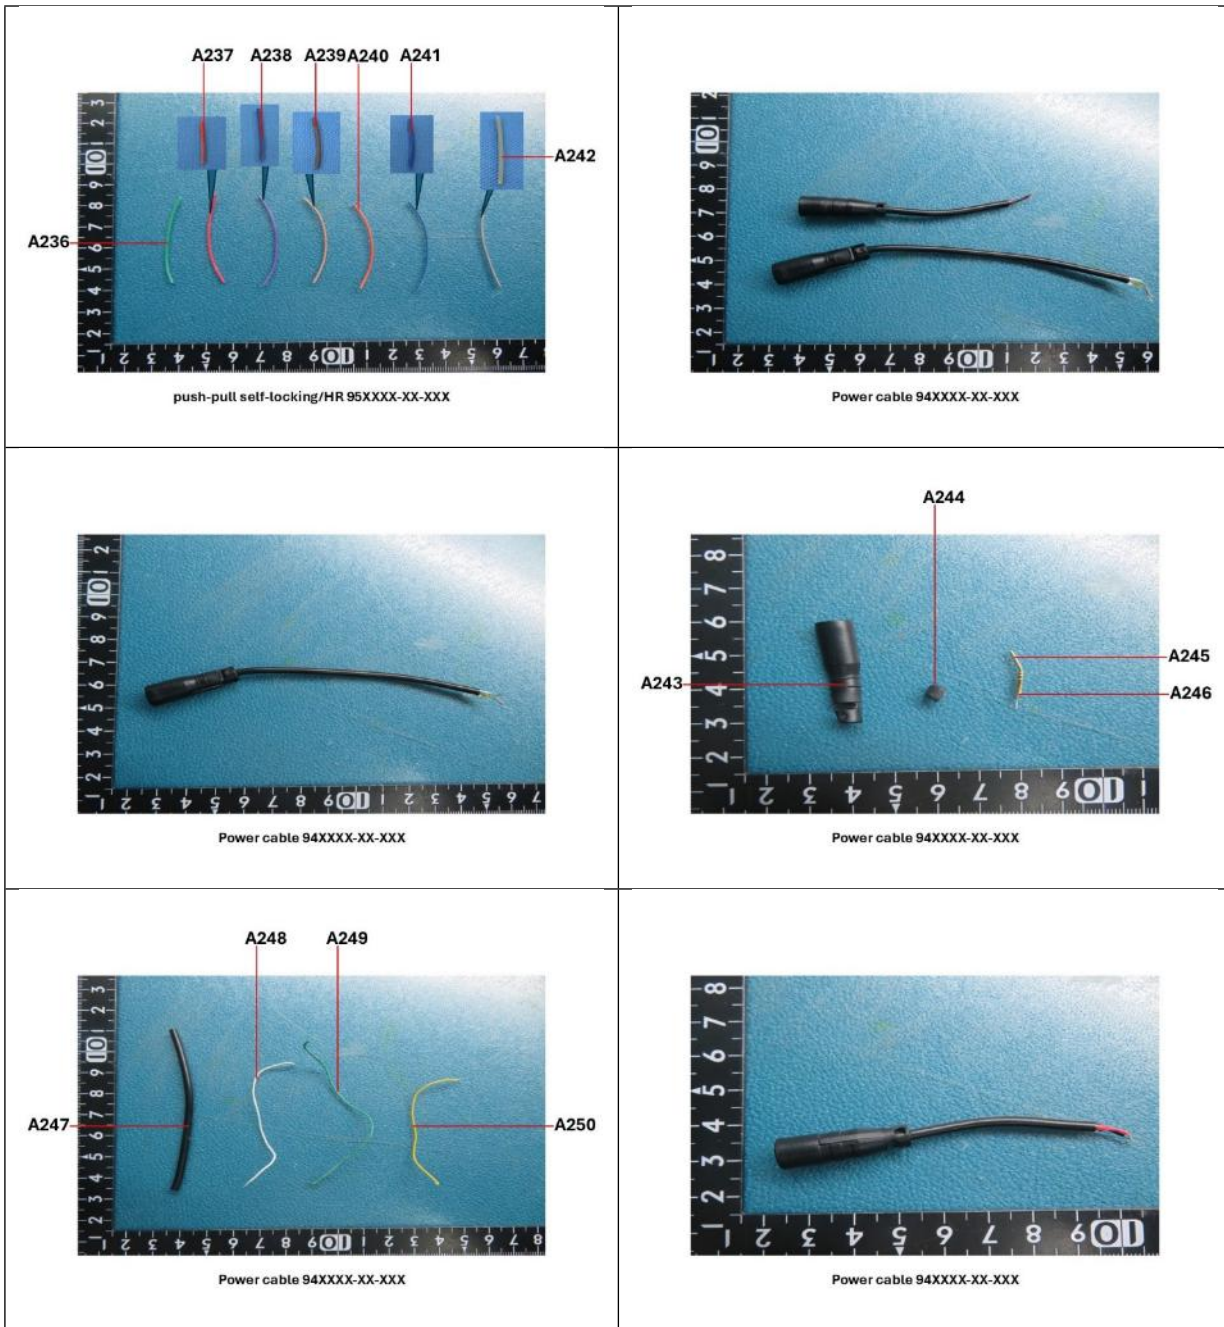 A237 A238 A239 A240 A241
A242
A236
push-pull self-locking/HR 95XXXX-XX-XXX
Power cable 94XXXX-XX-XXX
Power cable 94XXXX-XX-XXX
A244
A243
A245
A246
Power cable 94XXXX-XX-XXX
A248 A249
A247
A250
Power cable 94XXXX-XX-XXX
Power cable 94XXXX-XX-XXX